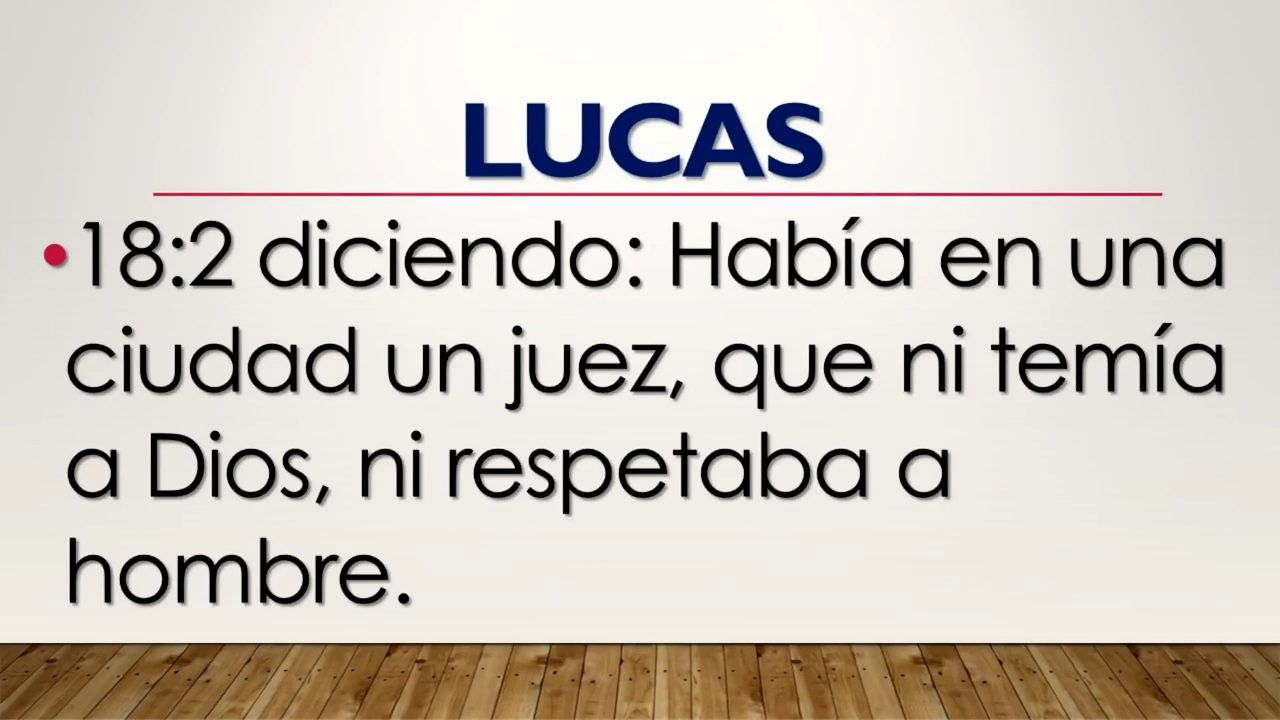 LUCAS
•18:2 diciendo: Había en una
ciudad un juez, que ni temía
a Dios, ni respetaba a
hombre.